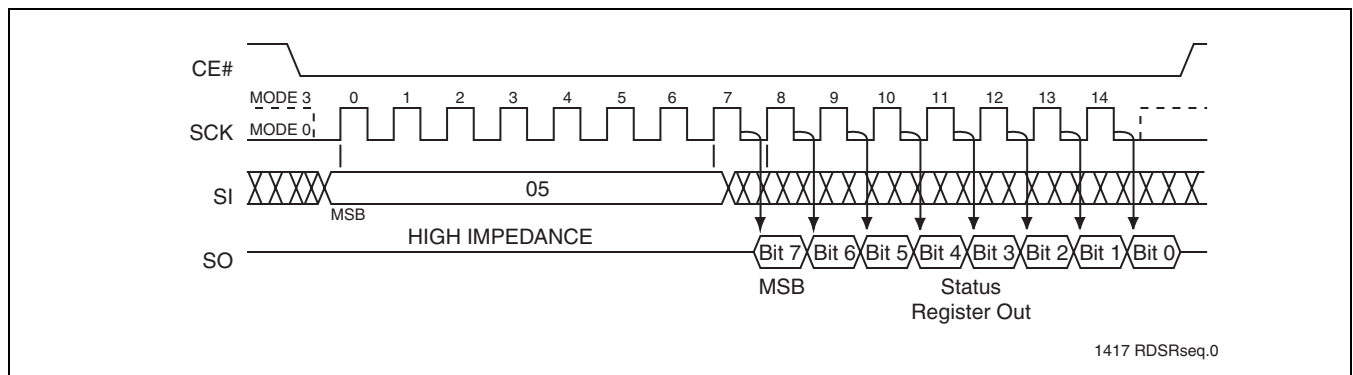 CE#
MODE 3 0 1 2 3 4 5 6 7 8 9 10 11 12 13 14
SCK MODE 0
SI 05
MSB
HIGH IMPEDANCE
SO Bit 7 Bit 6 Bit 5 Bit 4 Bit 3 Bit 2 Bit 1 Bit 0
MSB Status
Register Out
1417 RDSRseq.0